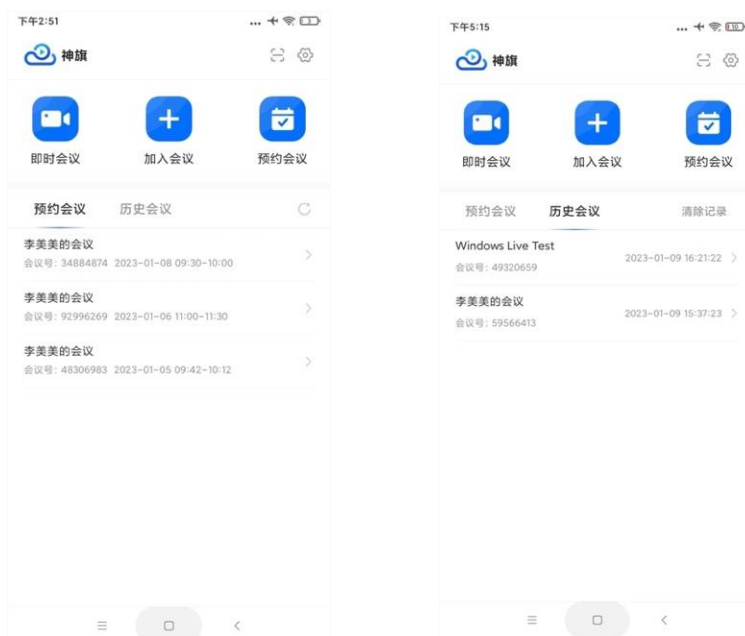 下午2:51
神旗
即时会议 加入会议 预约会议
预约会议 历史会议
李美美的会议
会议号: 34884874 2023-01-08 09:30-10:00
李美美的会议
会议号: 92996269 2023-01-06 11:00-11:30
李美美的会议
会议号: 48306983 2023-01-05 09:42-10:12
下午5:15
神旗
即时会议 加入会议 预约会议
预约会议 历史会议 清除记录
Windows Live Test
会议号: 49320659 2023-01-09 16:21:22
李美美的会议
会议号: 59566413 2023-01-09 15:37:23